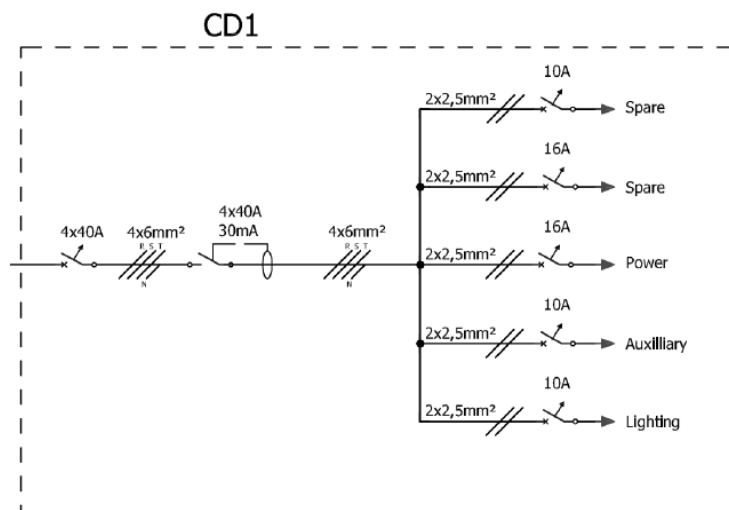 CD1
10A
2x2,5mm²
Spare
16A
2x2,5mm²
Spare
4x40A
4x6mm²
R S T
N
4x40A
30mA
4x6mm²
R S T
N
16A
2x2,5mm²
Power
10A
2x2,5mm²
Auxilliary
10A
2x2,5mm²
Lighting